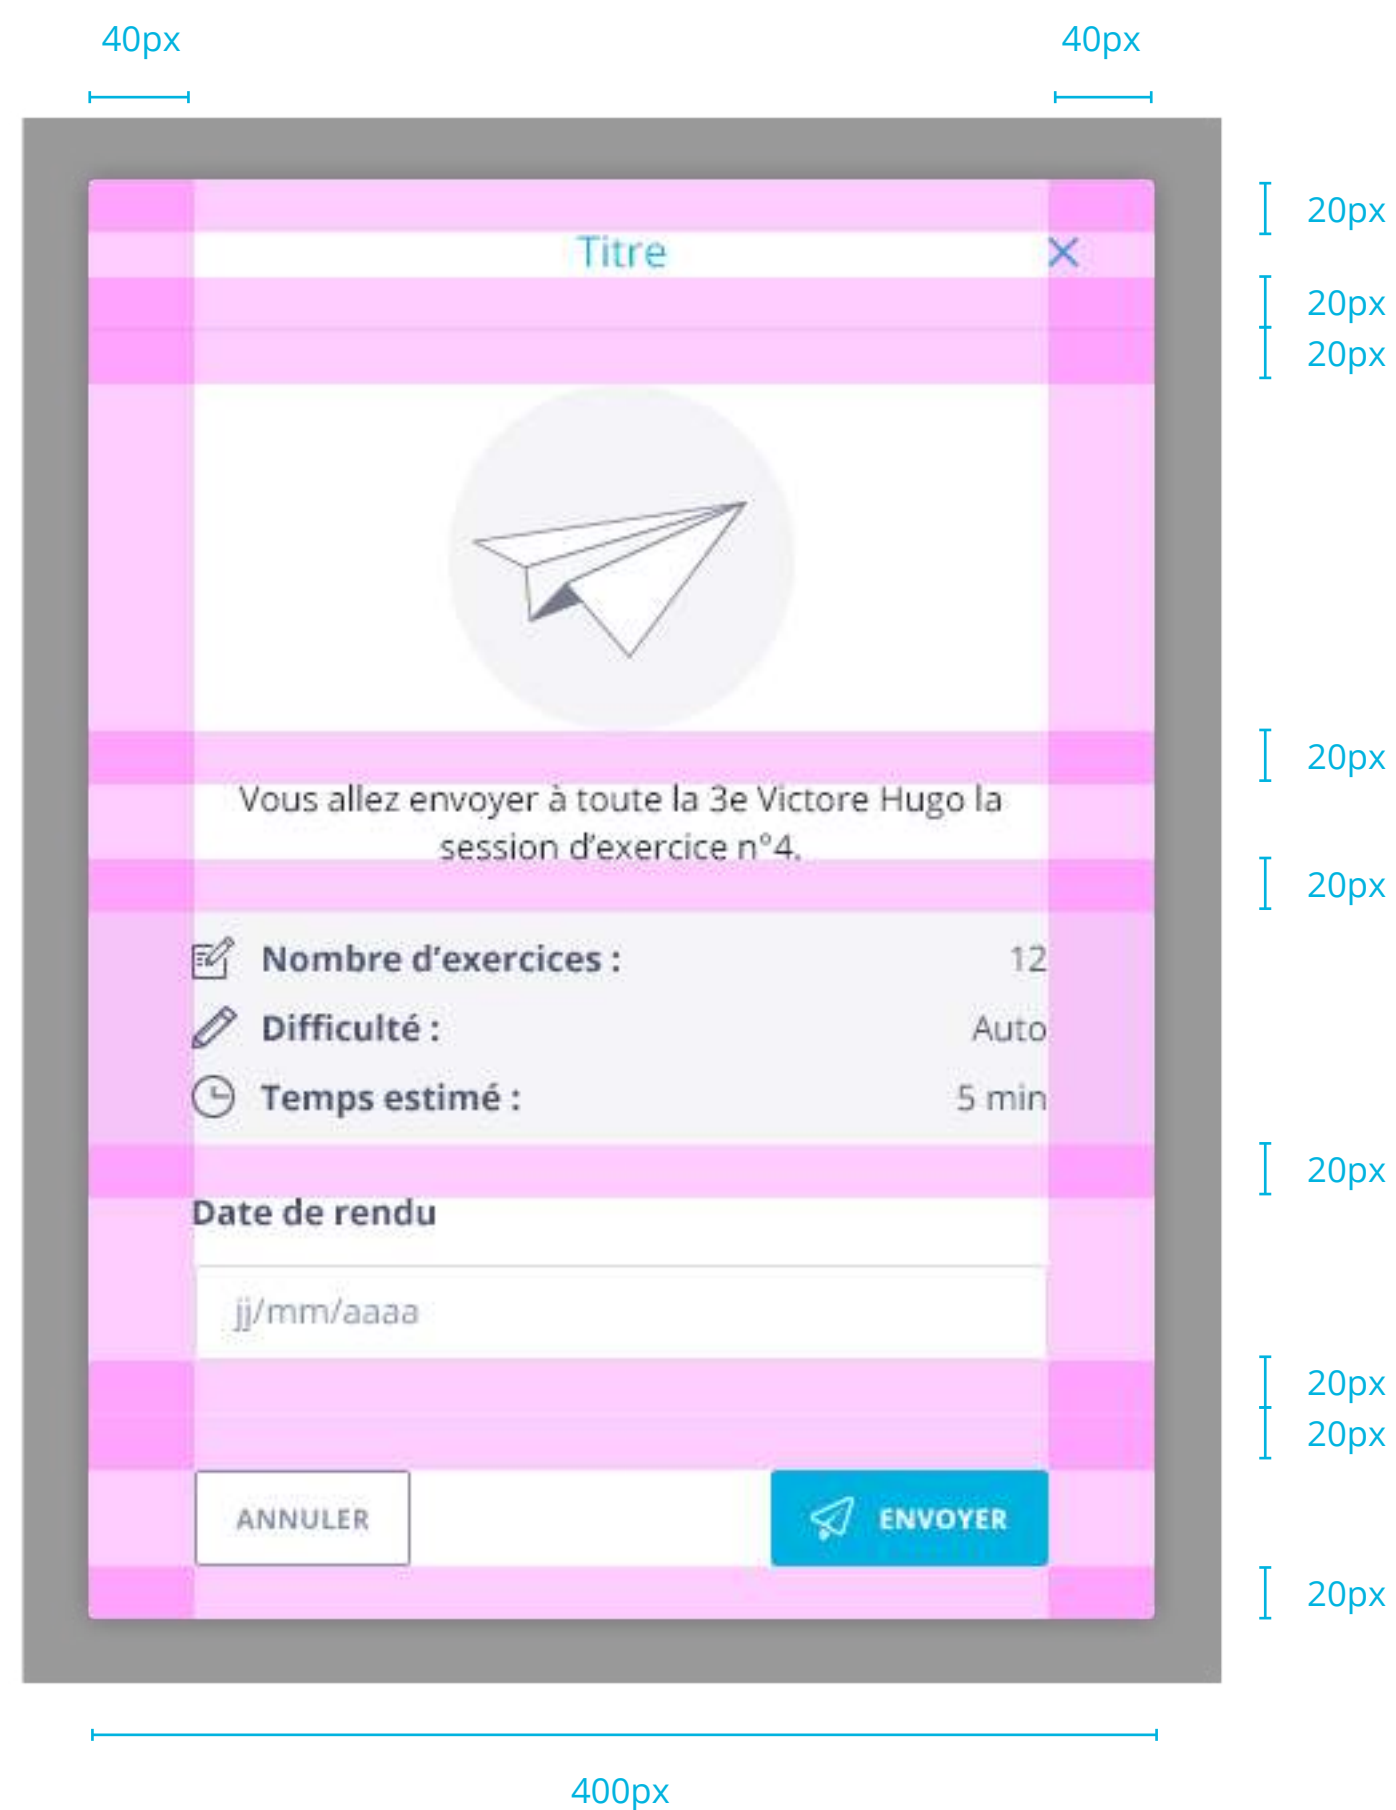 40px
40px
20px
Titre
20px
20px
20px
Vous allez envoyer à toute la 3e Victore Hugo la
session d'exercice n°4.
20px
Nombre d'exercices :
12
Difficulté :
Auto
Temps estimé :
5 min
20px
Date de rendu
jj/mm/aaaa
20px
20px
ANNULER
ENVOYER
20px
400px